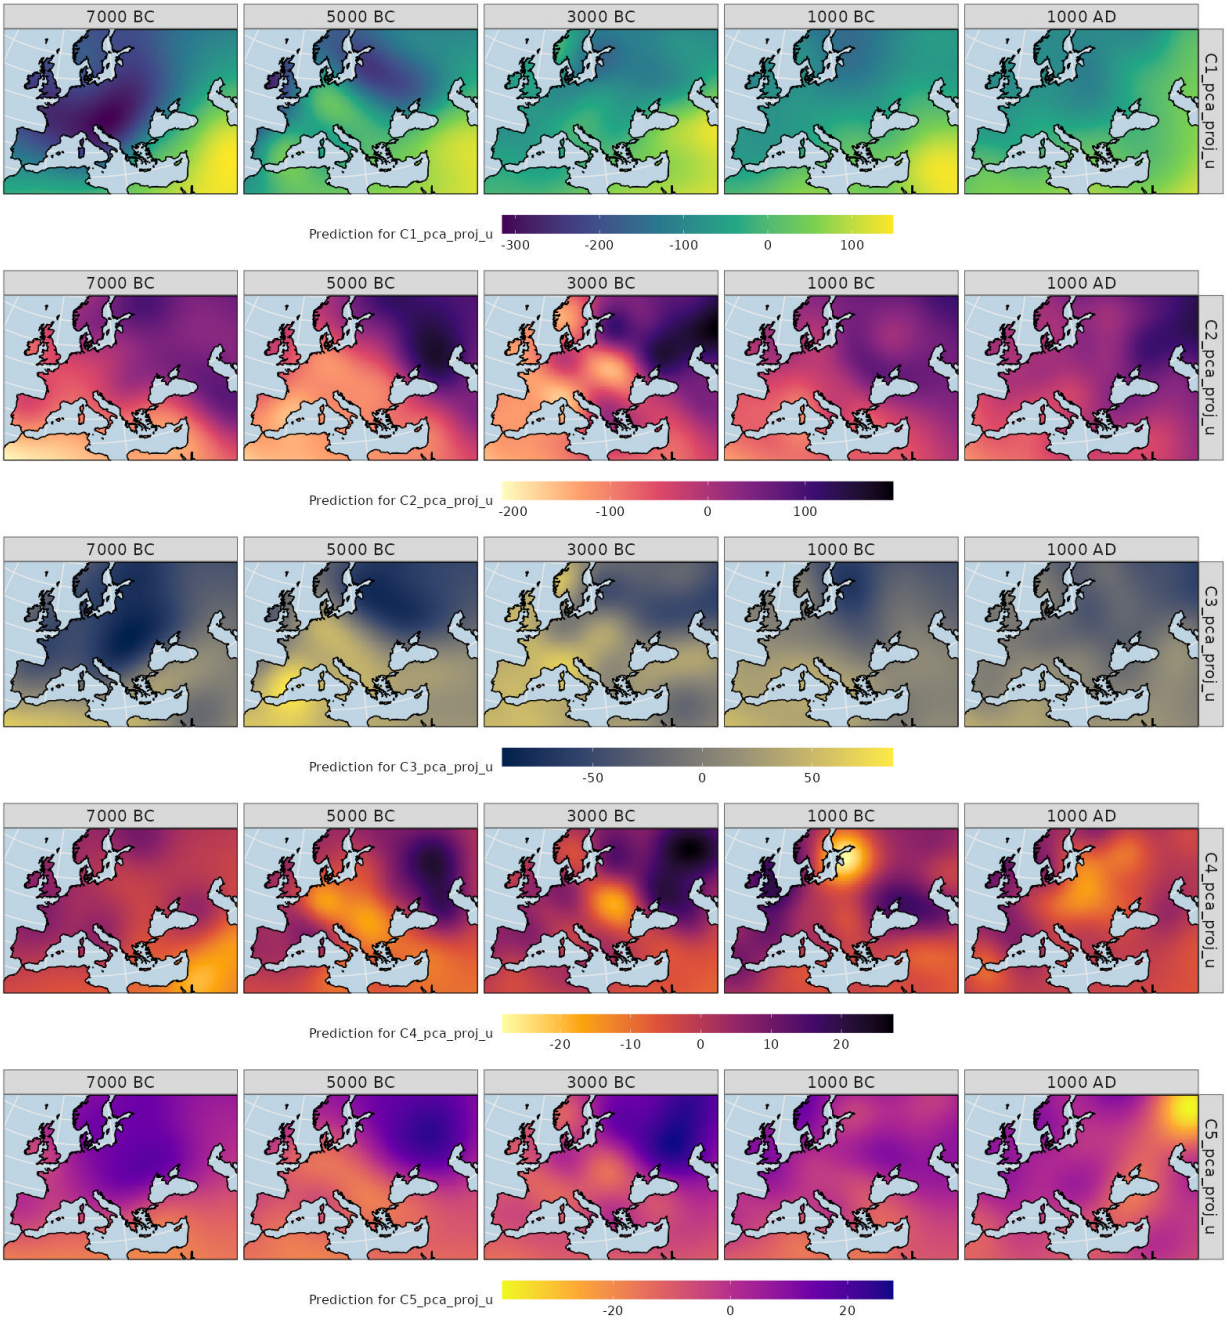 7000 BC 5000 BC 3000 BC 1000 BC 1000 AD
C1_pca_proj_u
Prediction for C1_pca_proj_u
-300 -200 -100 0 100
7000 BC 5000 BC 3000 BC 1000 BC 1000 AD
C2_pca_proj_u
Prediction for C2_pca_proj_u
-200 -100 0 100
7000 BC 5000 BC 3000 BC 1000 BC 1000 AD
C3_pca_proj_u
Prediction for C3_pca_proj_u
-50 0 50
7000 BC 5000 BC 3000 BC 1000 BC 1000 AD
C4_pca_proj_u
Prediction for C4_pca_proj_u
-20 -10 0 10 20
7000 BC 5000 BC 3000 BC 1000 BC 1000 AD
C5_pca_proj_u
Prediction for C5_pca_proj_u
-20 0 20